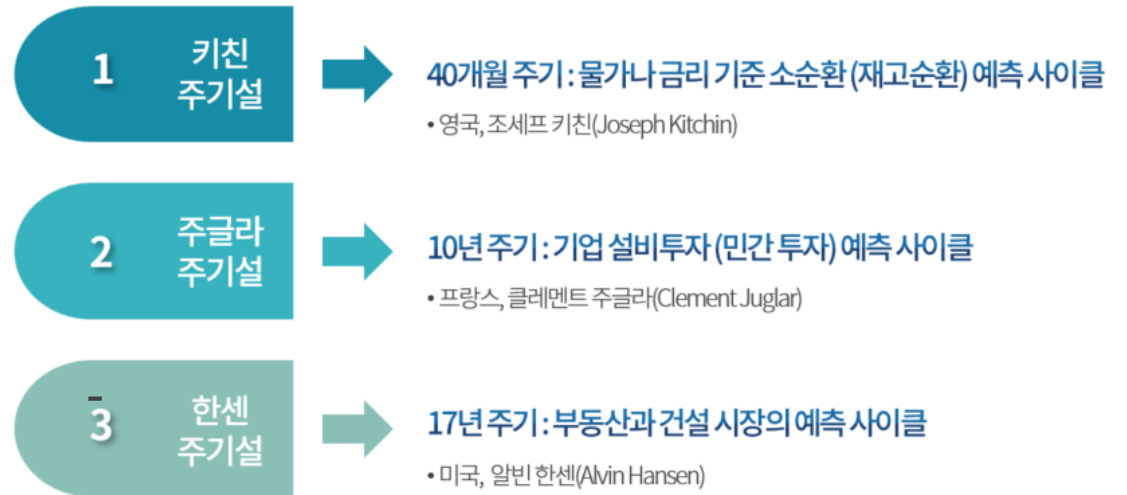 1
키친
주기설
40개월 주기 : 물가나 금리 기준 소순환 (재고순환) 예측 사이클
• 영국, 조세프 키친(Joseph Kitchin)
2
주글라
주기설
10년 주기 : 기업 설비투자 (민간 투자) 예측 사이클
• 프랑스, 클레멘트 주글라(Clement Juglar)
3
한센
주기설
17년 주기 : 부동산과 건설 시장의 예측 사이클
• 미국, 알빈 한센(Alvin Hansen)